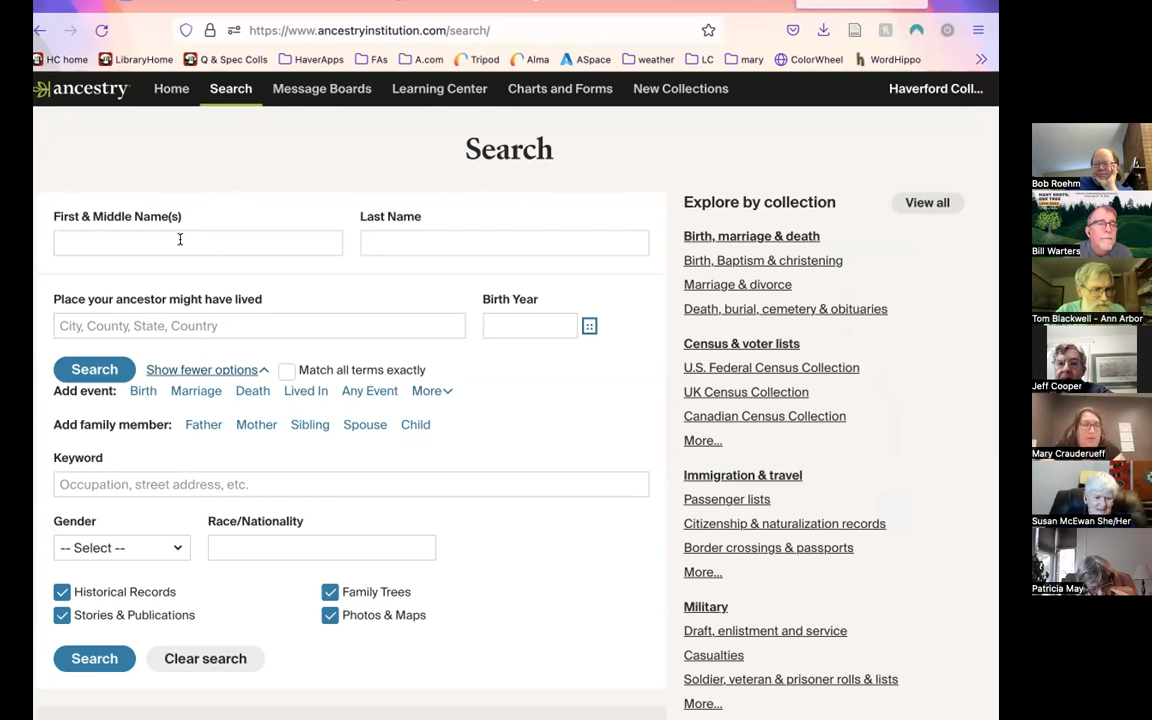 https://www.ancestryinstitution.com/search/
HC home LibraryHome Q & Spec Colls HaverApps FAs A.com Tripod Alma ASpace weather LC mary ColorWheel WordHippo
ancestry Home Search Message Boards Learning Center Charts and Forms New Collections Haverford Coll...
Search
First & Middle Name(s) Last Name
Place your ancestor might have lived Birth Year
City, County, State, Country
Search Show fewer options Match all terms exactly
Add event: Birth Marriage Death Lived In Any Event More
Add family member: Father Mother Sibling Spouse Child
Keyword
Occupation, street address, etc.
Gender Race/Nationality
-- Select --
Historical Records Family Trees
Stories & Publications Photos & Maps
Search Clear search
Explore by collection View all
Birth, marriage & death
Birth, Baptism & christening
Marriage & divorce
Death, burial, cemetery & obituaries
Census & voter lists
U.S. Federal Census Collection
UK Census Collection
Canadian Census Collection
More...
Immigration & travel
Passenger lists
Citizenship & naturalization records
Border crossings & passports
More...
Military
Draft, enlistment and service
Casualties
Soldier, veteran & prisoner rolls & lists
More...
Bob Roehm
MANY ROOTS,
ONE TREE
Bill Warters
Tom Blackwell - Ann Arbor
Jeff Cooper
Mary Crauderueff
Susan McEwan She/Her
Patricia May